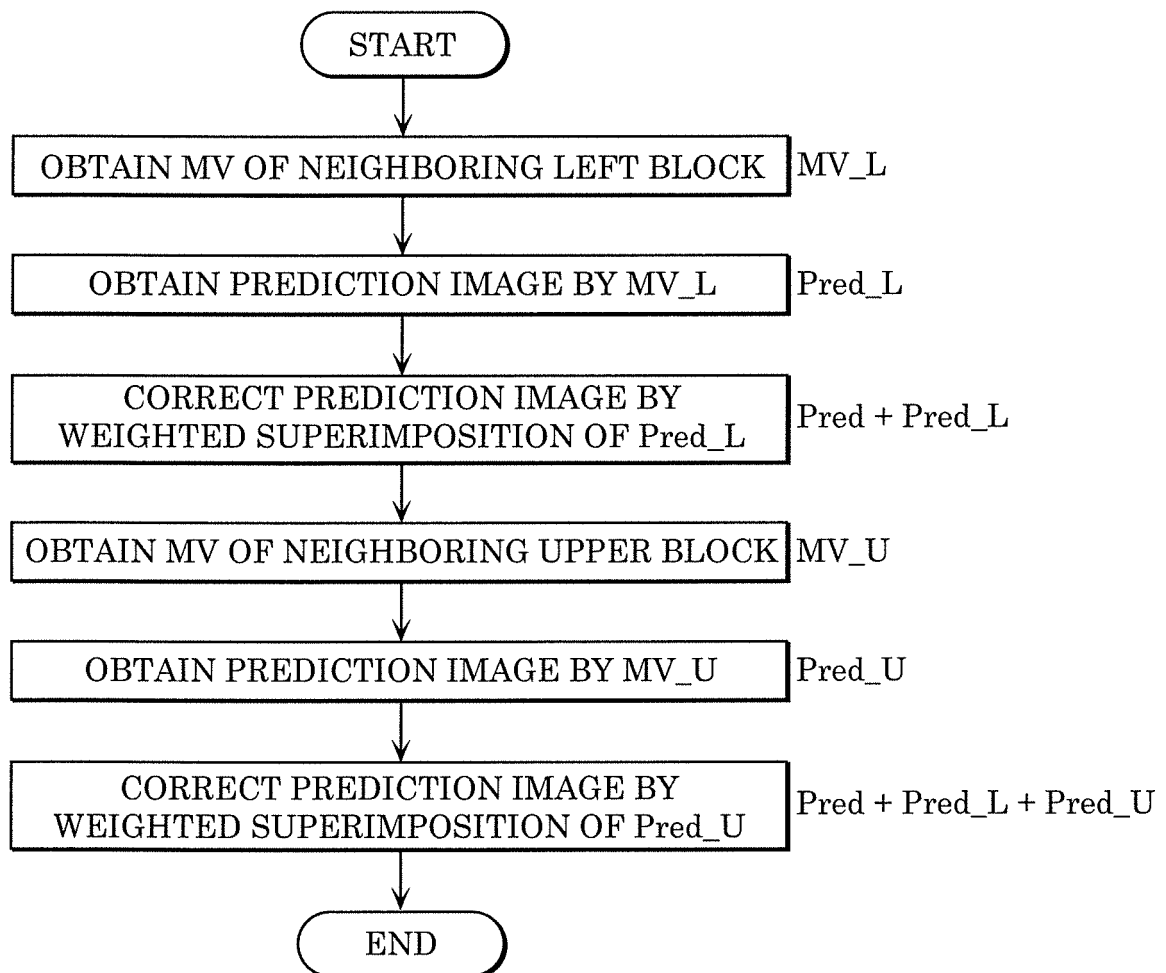 START
OBTAIN MV OF NEIGHBORING LEFT BLOCK MV_L
OBTAIN PREDICTION IMAGE BY MV_L Pred_L
CORRECT PREDICTION IMAGE BY
WEIGHTED SUPERIMPOSITION OF Pred_L
Pred + Pred_L
OBTAIN MV OF NEIGHBORING UPPER BLOCK MV_U
OBTAIN PREDICTION IMAGE BY MV_U Pred_U
CORRECT PREDICTION IMAGE BY
WEIGHTED SUPERIMPOSITION OF Pred_U
Pred + Pred_L + Pred_U
END